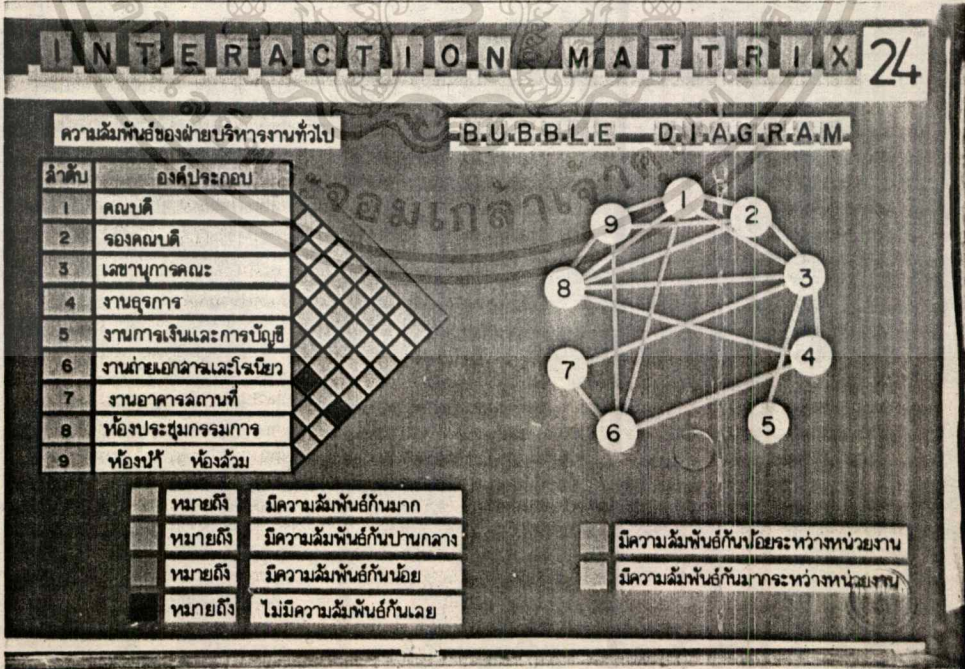 INTERACTION MATTRIX 24
ความสัมพันธ์ของฝ่ายบริหารงานทั่วไป
BUBBLE DIAGRAM
ลำดับ องค์ประกอบ
1 คณบดี
2 รองคณบดี
3 เลขานุการคณะ
4 งานธุรการ
5 งานการเงินและการบัญชี
6 งานถ่ายเอกสารและโรเนียว
7 งานอาคารสถานที่
8 ห้องประชุมกรรมการ
9 ห้องน้ำ ห้องส้วม
1
2
9
3
8
4
7
5
6
หมายถึง มีความสัมพันธ์กันมาก
หมายถึง มีความสัมพันธ์กันปานกลาง
หมายถึง มีความสัมพันธ์กันน้อย
หมายถึง ไม่มีความสัมพันธ์กันเลย
มีความสัมพันธ์กันน้อยระหว่างหน่วยงาน
มีความสัมพันธ์กันมากระหว่างหน่วยงาน